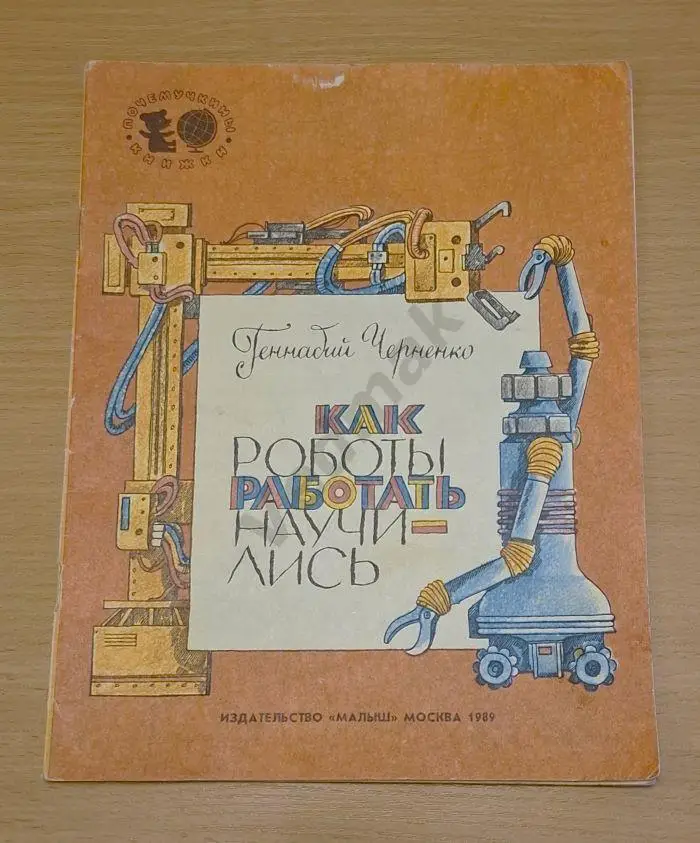 ПОЧЕМУЧКИНЫ
КНИЖКИ
Геннадий Черненко
КАК
РОБОТЫ
РАБОТАТЬ
НАУЧИ-
ЛИСЬ
ИЗДАТЕЛЬСТВО «МАЛЫШ» МОСКВА 1989